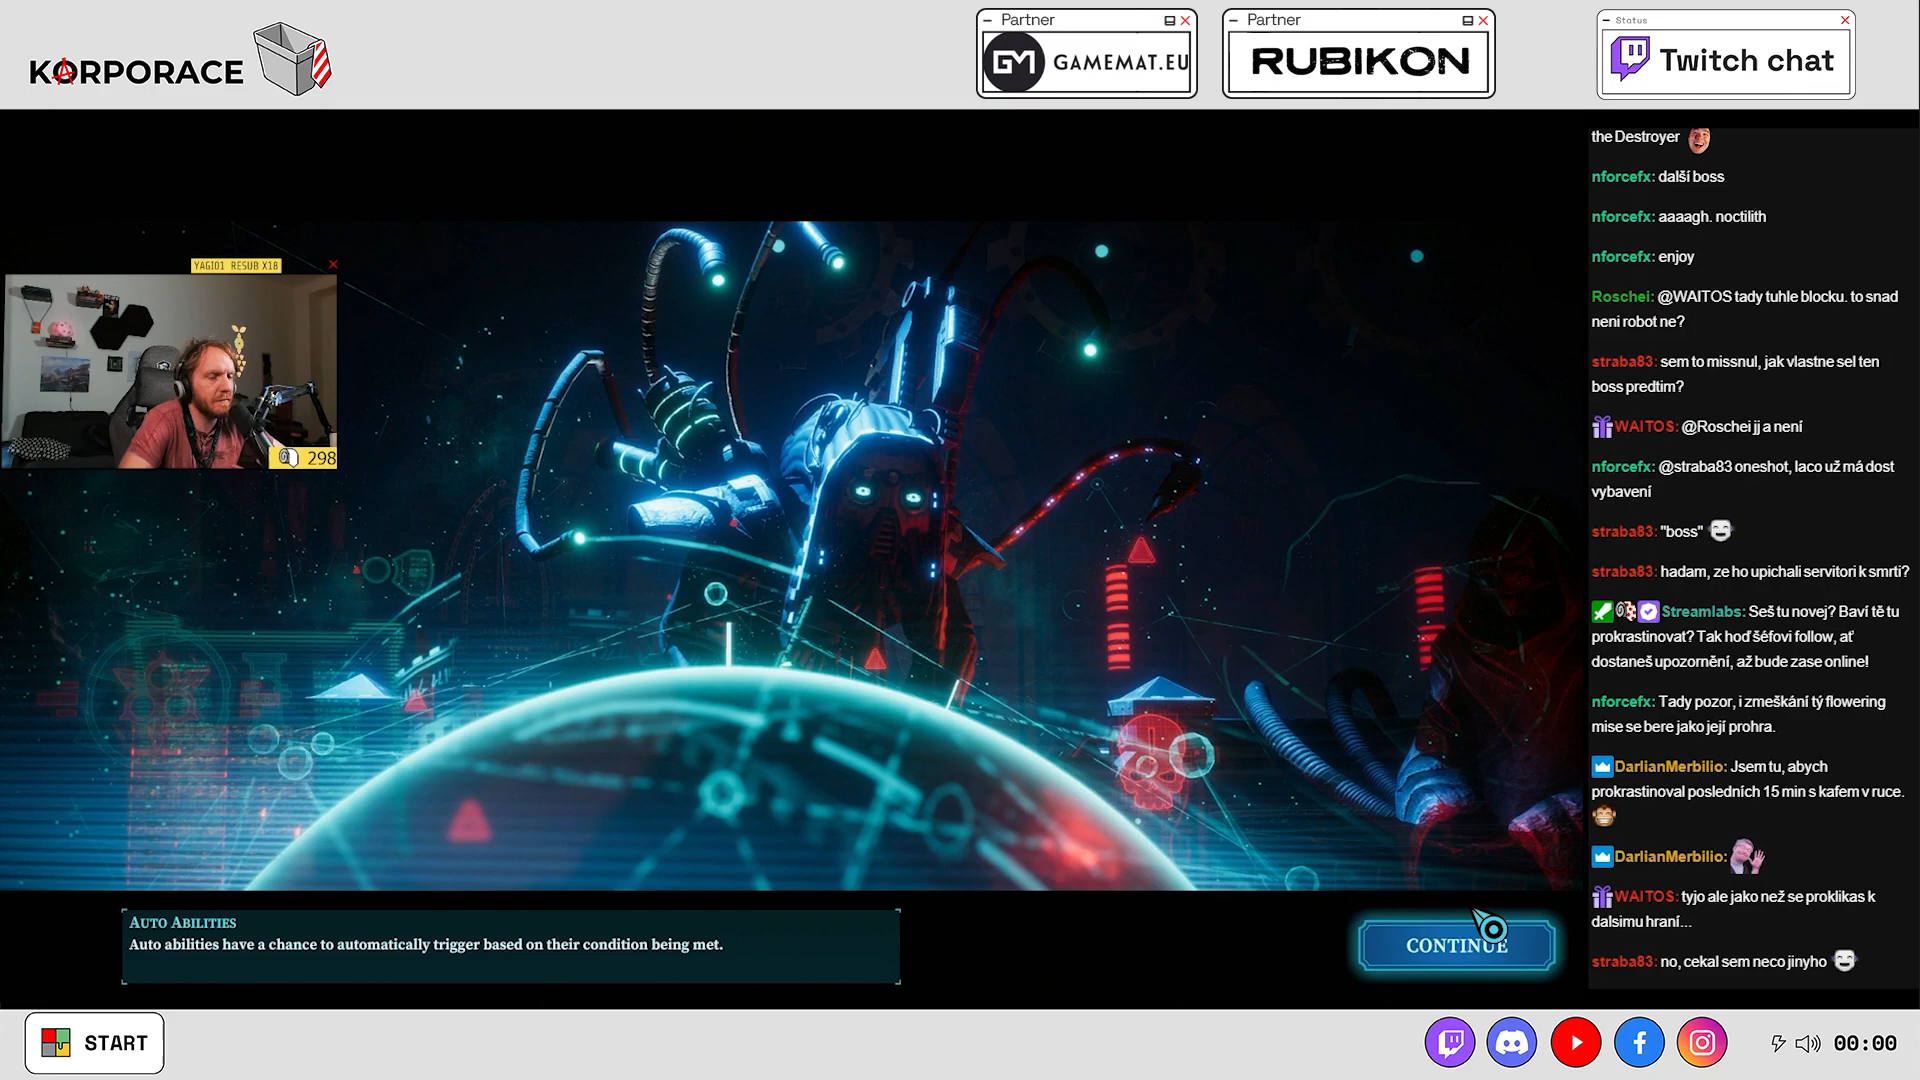 KORPORACE
Partner
GM GAMEMAT.EU
Partner
RUBIKON
Status
Twitch chat
YAGIO1 RESUB X18
298
the Destroyer
nforcefx: další boss
nforcefx: aaaagh. noctilith
nforcefx: enjoy
Roschei: @WAITOS tady tuhle blocku. to snad
neni robot ne?
straba83: sem to missnul, jak vlastne sel ten
boss predtim?
WAITOS: @Roschei jj a není
nforcefx: @straba83 oneshot, laco už má dost
vybavení
straba83: "boss"
straba83: hadam, ze ho upichali servitori k smrti?
Streamlabs: Seš tu novej? Baví tě tu
prokrastinovat? Tak hoď šéfovi follow, ať
dostaneš upozornění, až bude zase online!
nforcefx: Tady pozor, i zmeškání tý flowering
mise se bere jako její prohra.
DarlianMerbilio: Jsem tu, abych
prokrastinoval posledních 15 min s kafem v ruce.
DarlianMerbilio:
WAITOS: tyjo ale jako než se proklikas k
dalsimu hraní...
straba83: no, cekal sem neco jinyho
AUTO ABILITIES
Auto abilities have a chance to automatically trigger based on their condition being met.
CONTINUE
START
00:00